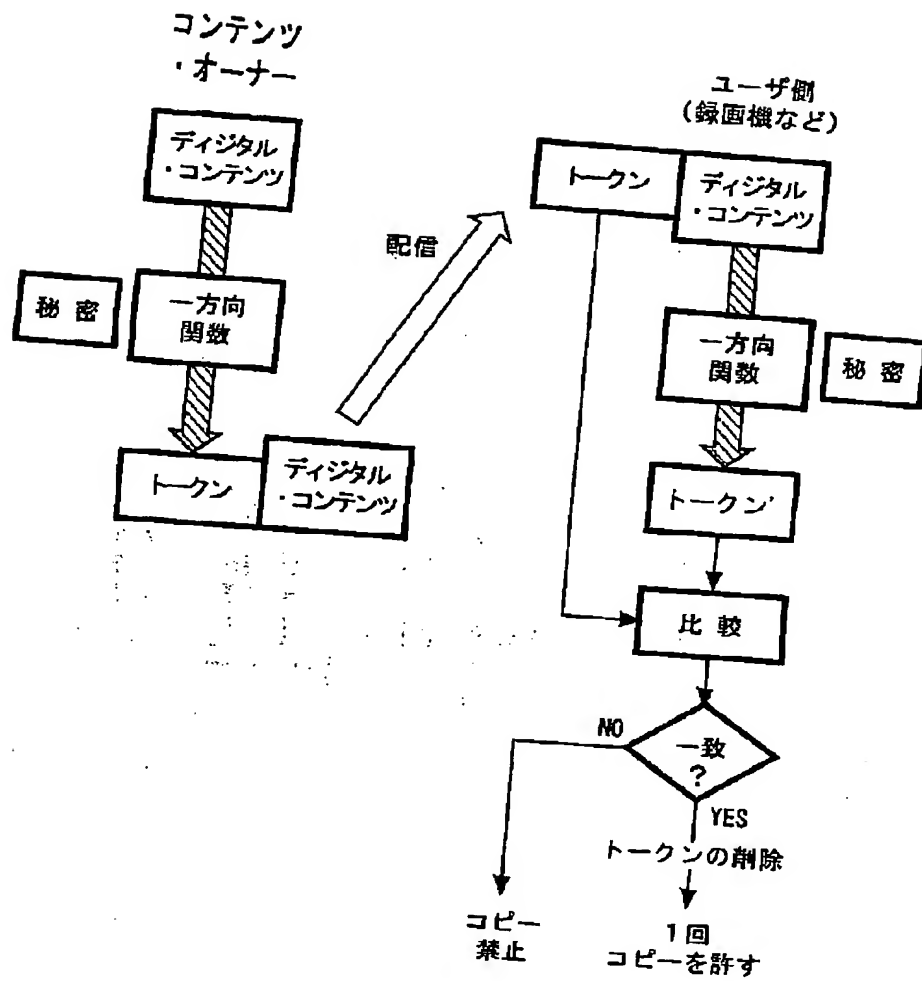 コンテンツ
・オーナー
ディジタル
・コンテンツ
秘密
一方向
関数
トークン
ディジタル
・コンテンツ
配信
ユーザ側
(録画機など)
トークン
ディジタル
・コンテンツ
一方向
関数
秘密
トークン'
比較
一致
?
NO
YES
トークンの削除
コピー
禁止
1回
コピーを許す